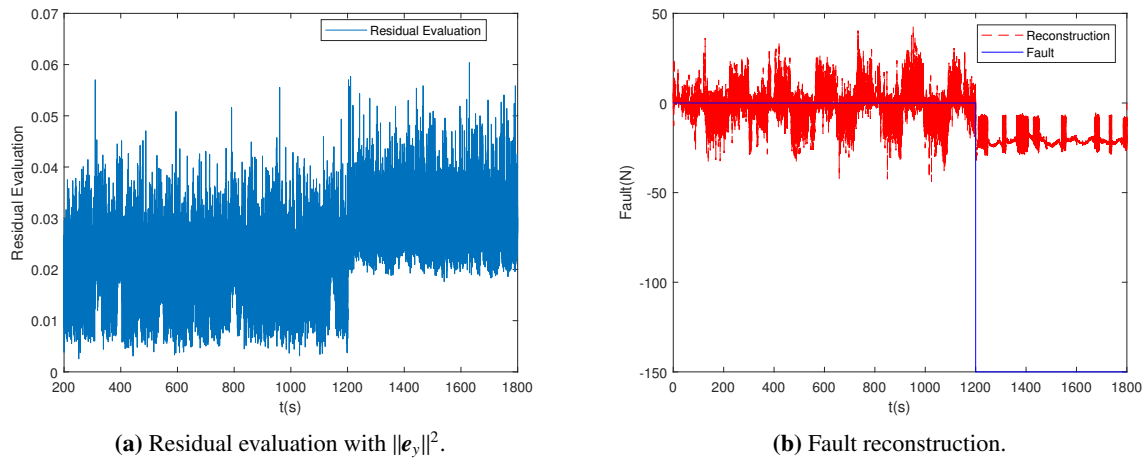 0.07
0.06
0.05
0.04
0.03
0.02
0.01
0
Residual Evaluation
Residual Evaluation
200 400 600 800 1000 1200 1400 1600 1800
t(s)
(a) Residual evaluation with ||e_y||².
50
0
-50
-100
-150
Fault(N)
Reconstruction
Fault
0 200 400 600 800 1000 1200 1400 1600 1800
t(s)
(b) Fault reconstruction.